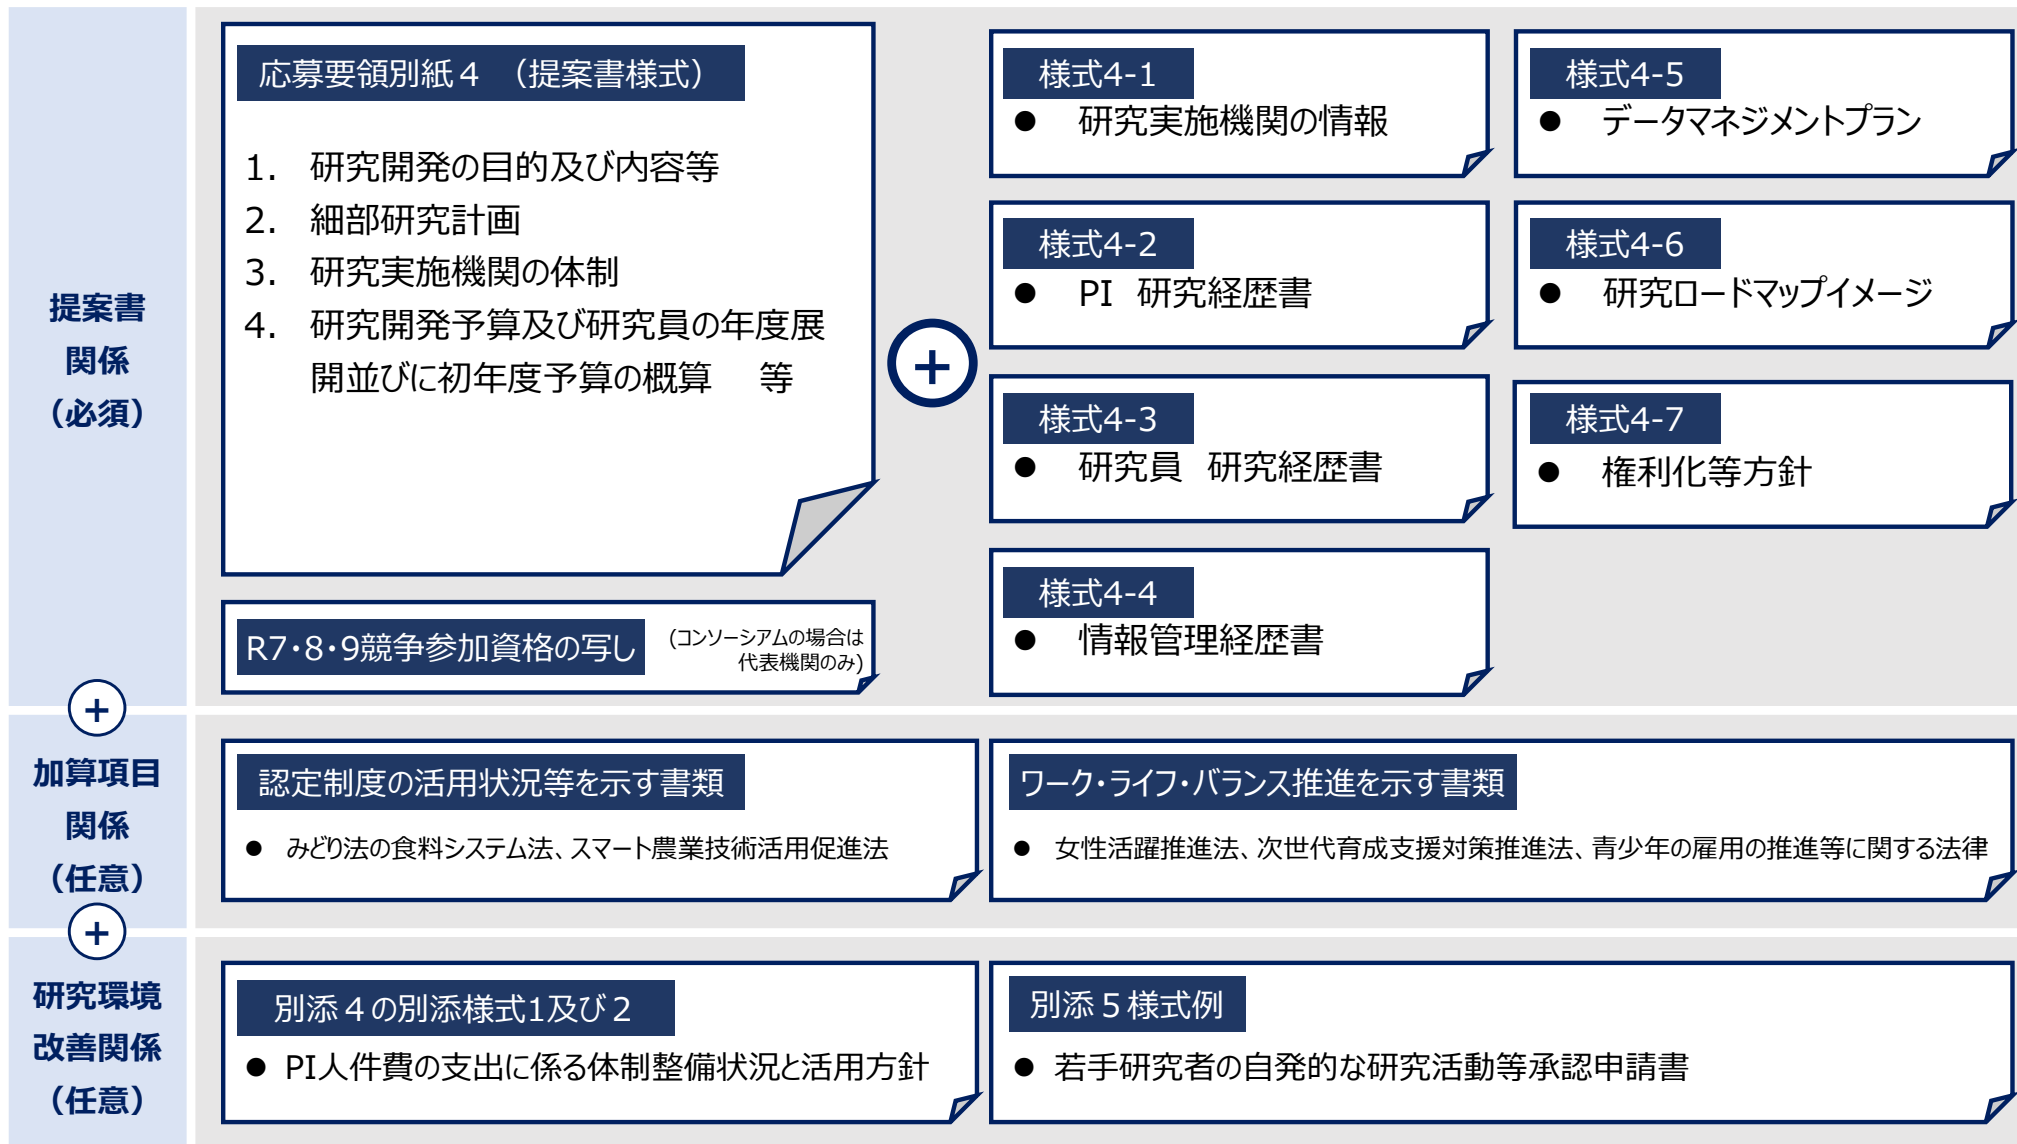 提案書
関係
（必須）
応募要領別紙４　（提案書様式）
1.　研究開発の目的及び内容等
2.　細部研究計画
3.　研究実施機関の体制
4.　研究開発予算及び研究員の年度展
開並びに初年度予算の概算　等
R7・8・9競争参加資格の写し
(コンソーシアムの場合は
代表機関のみ)
+
様式4-1
● 研究実施機関の情報
様式4-2
● PI　研究経歴書
様式4-3
● 研究員　研究経歴書
様式4-4
● 情報管理経歴書
様式4-5
● データマネジメントプラン
様式4-6
● 研究ロードマップイメージ
様式4-7
● 権利化等方針
+
加算項目
関係
（任意）
認定制度の活用状況等を示す書類
● みどり法の食料システム法、スマート農業技術活用促進法
ワーク・ライフ・バランス推進を示す書類
● 女性活躍推進法、次世代育成支援対策推進法、青少年の雇用の推進等に関する法律
+
研究環境
改善関係
（任意）
別添４の別添様式1及び２
● PI人件費の支出に係る体制整備状況と活用方針
別添５様式例
● 若手研究者の自発的な研究活動等承認申請書